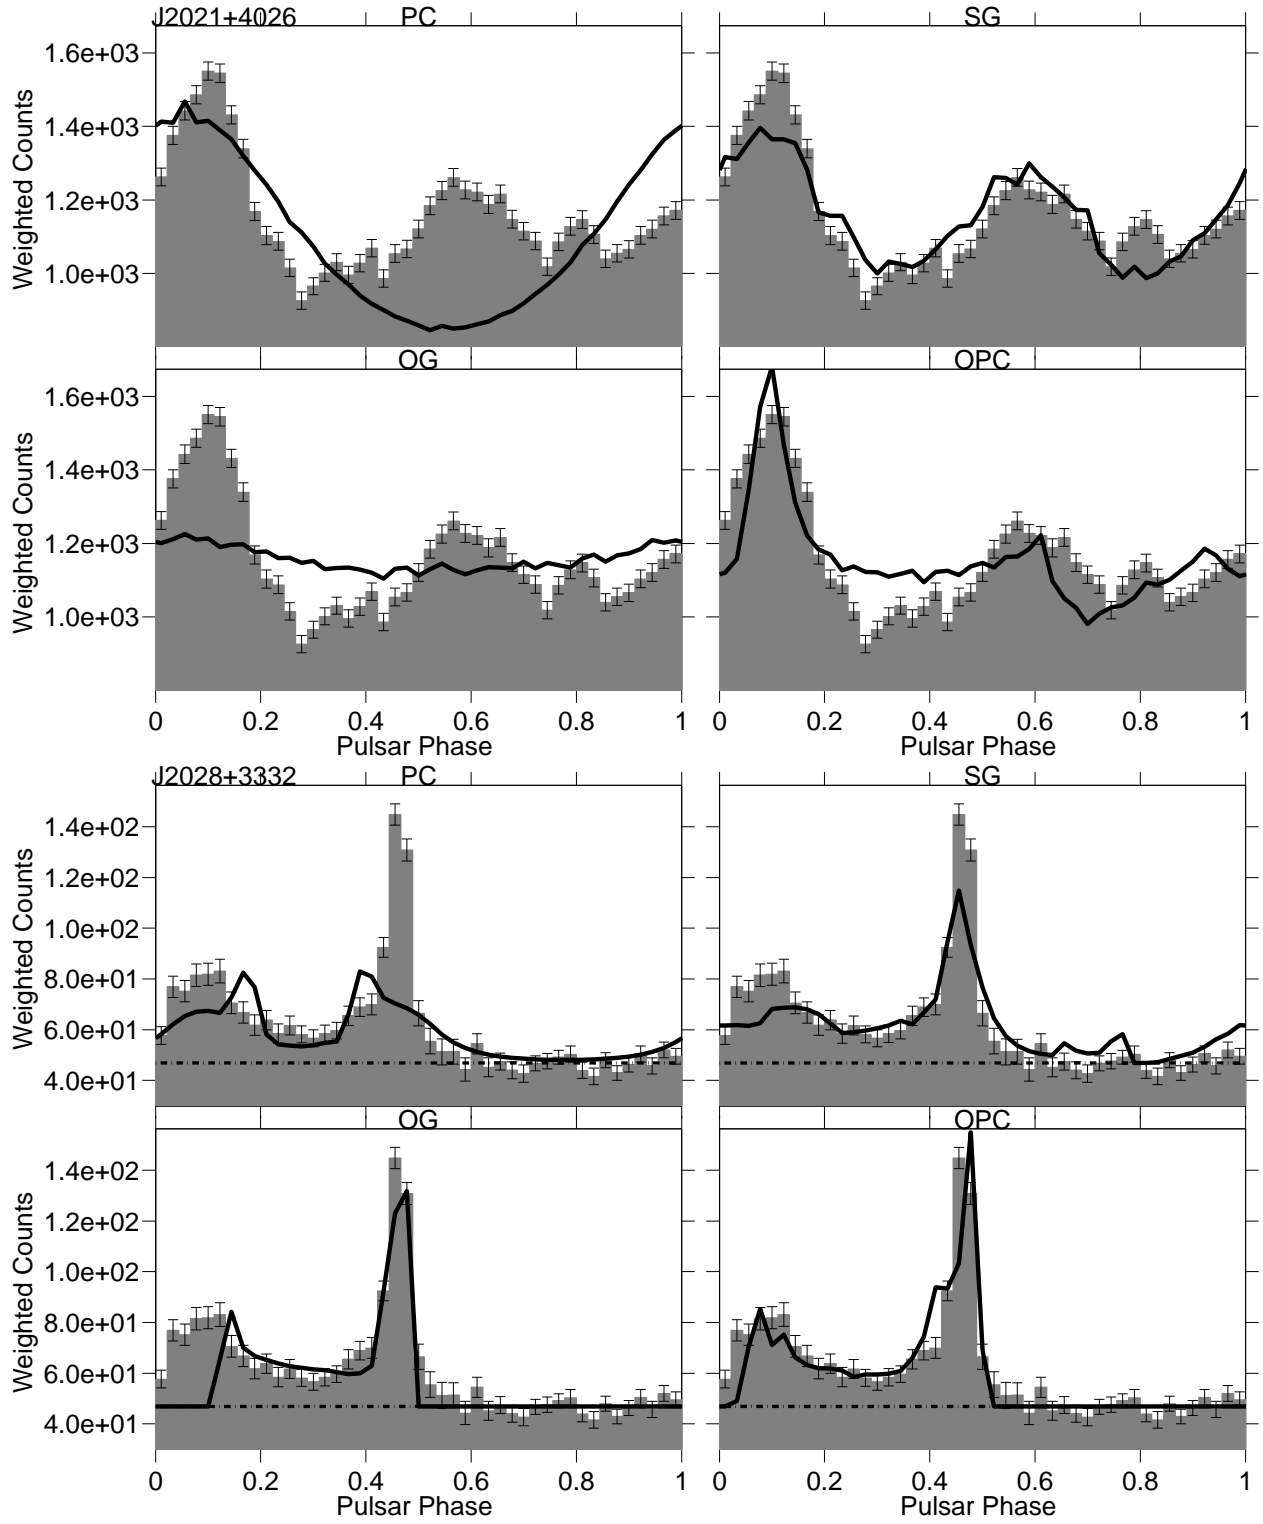 J2021+4026 PC SG
1.6e+03
1.4e+03
1.2e+03
1.0e+03
Weighted Counts
OG OPC
1.6e+03
1.4e+03
1.2e+03
1.0e+03
Weighted Counts
0 0.2 0.4 0.6 0.8 1 0 0.2 0.4 0.6 0.8 1
Pulsar Phase Pulsar Phase
J2028+3332 PC SG
1.4e+02
1.2e+02
1.0e+02
8.0e+01
6.0e+01
4.0e+01
Weighted Counts
OG OPC
1.4e+02
1.2e+02
1.0e+02
8.0e+01
6.0e+01
4.0e+01
Weighted Counts
0 0.2 0.4 0.6 0.8 1 0 0.2 0.4 0.6 0.8 1
Pulsar Phase Pulsar Phase